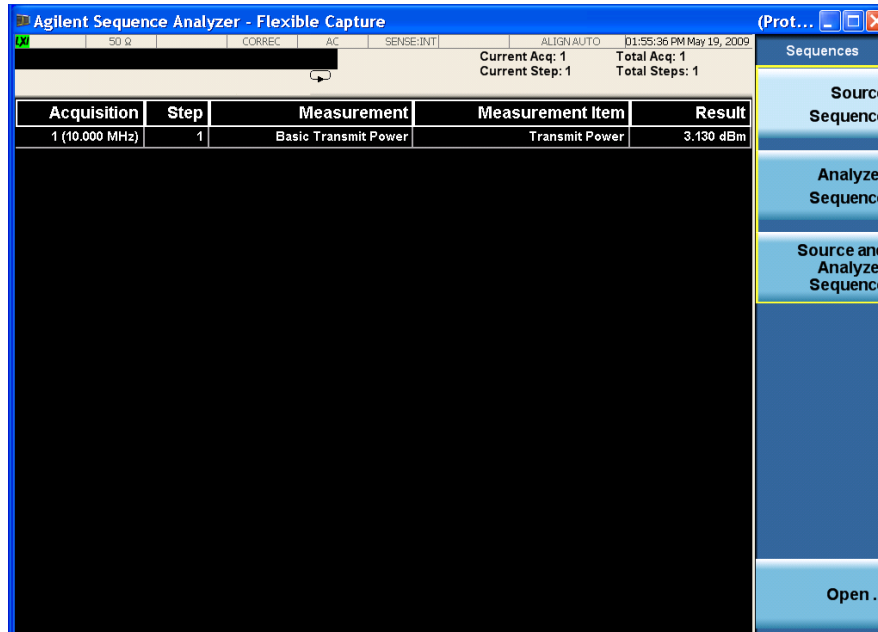 Agilent Sequence Analyzer - Flexible Capture (Prot...
LXI 50 Ω CORREC AC SENSE:INT ALIGN AUTO 01:55:36 PM May 19, 2009
Current Acq: 1 Total Acq: 1
Current Step: 1 Total Steps: 1
Acquisition Step Measurement Measurement Item Result
1 (10.000 MHz) 1 Basic Transmit Power Transmit Power 3.130 dBm
Sequences
Sourc
Sequenc
Analyze
Sequenc
Source an
Analyze
Sequenc
Open .